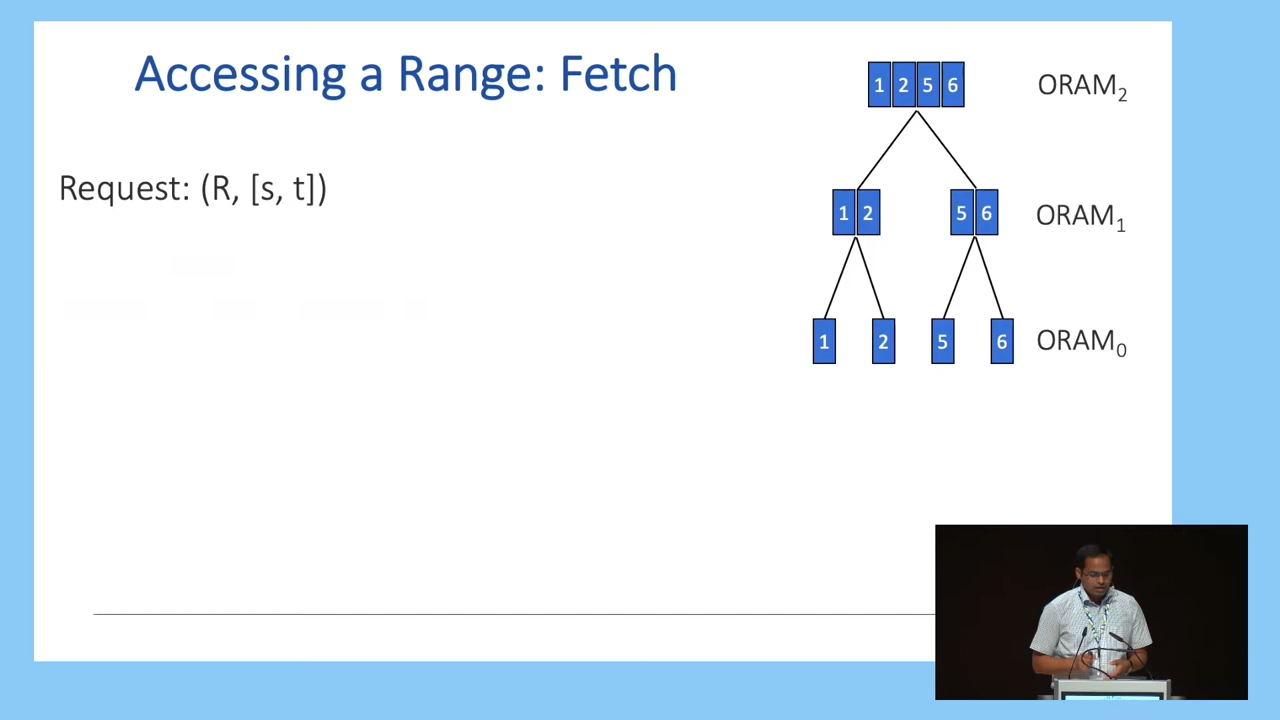 Accessing a Range: Fetch
Request: (R, [s, t])
1 2 5 6 ORAM₂
1 2 5 6 ORAM₁
1 2 5 6 ORAM₀